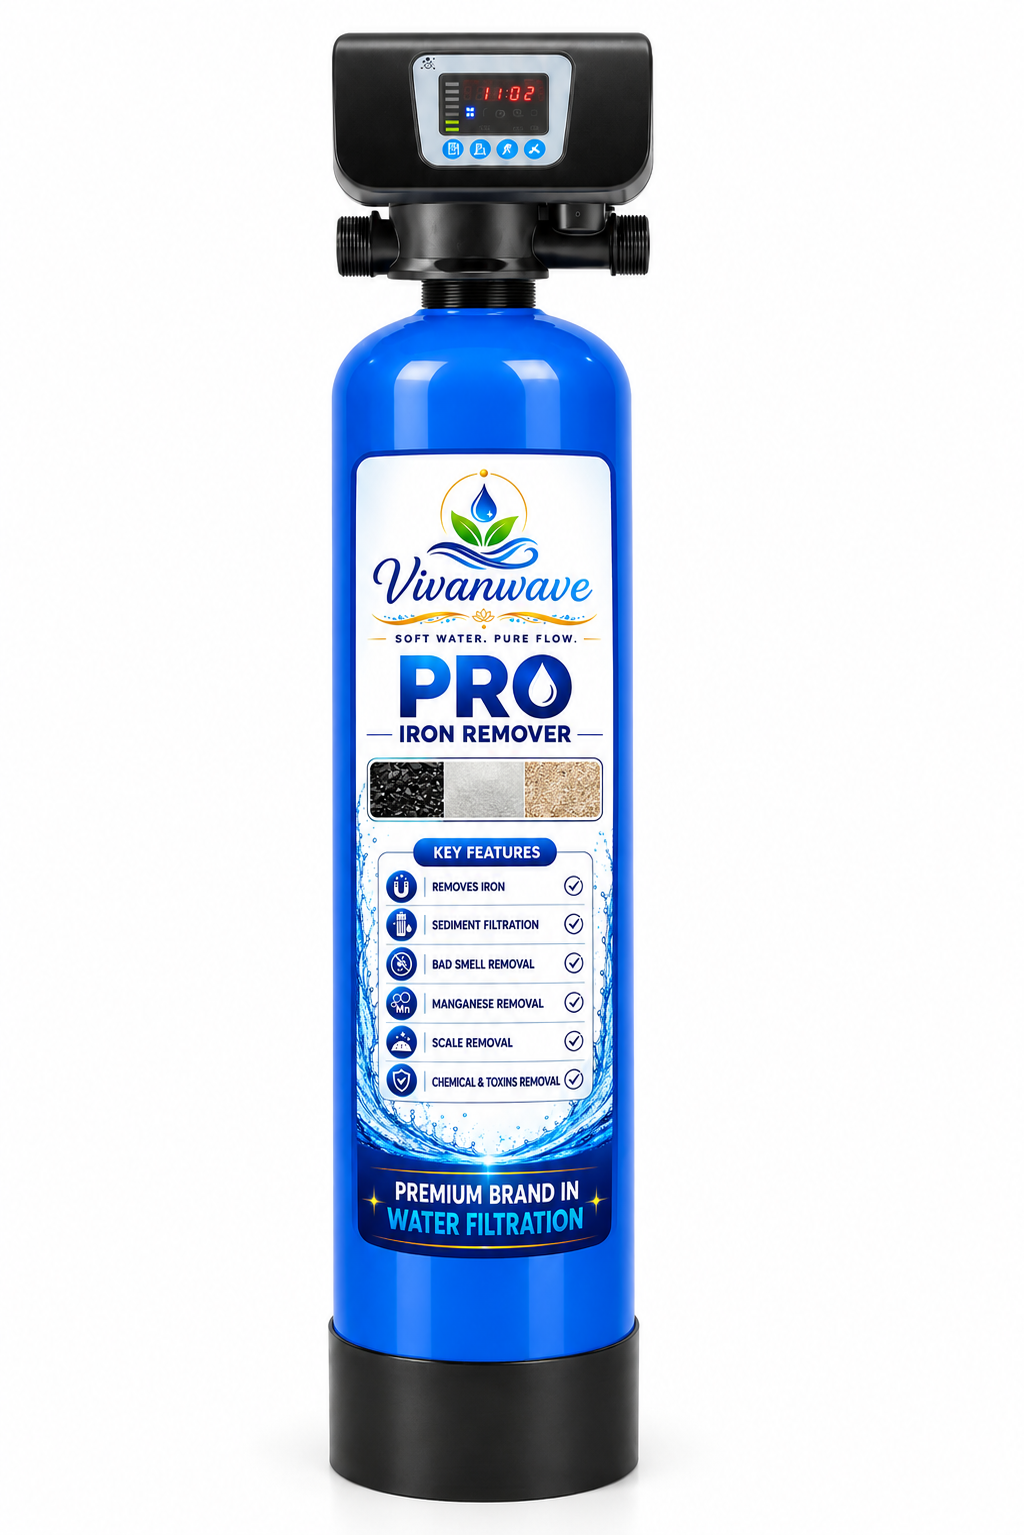 11:02
Vivanwave
SOFT WATER. PURE FLOW.
PRO
IRON REMOVER
KEY FEATURES
REMOVES IRON
SEDIMENT FILTRATION
BAD SMELL REMOVAL
Mn
MANGANESE REMOVAL
SCALE REMOVAL
CHEMICAL & TOXINS REMOVAL
PREMIUM BRAND IN
WATER FILTRATION